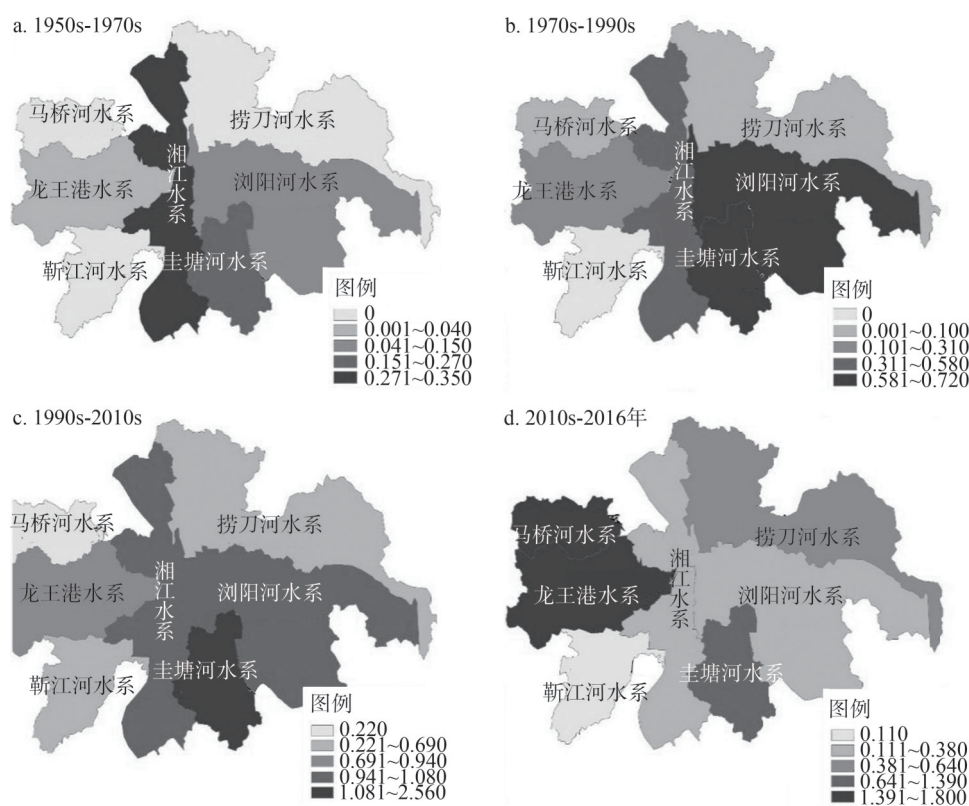 a. 1950s-1970s
马桥河水系
捞刀河水系
龙王港水系
湘江水系
浏阳河水系
靳江河水系
圭塘河水系
图例
0
0.001~0.040
0.041~0.150
0.151~0.270
0.271~0.350
b. 1970s-1990s
马桥河水系
捞刀河水系
龙王港水系
湘江水系
浏阳河水系
靳江河水系
圭塘河水系
图例
0
0.001~0.100
0.101~0.310
0.311~0.580
0.581~0.720
c. 1990s-2010s
马桥河水系
捞刀河水系
龙王港水系
湘江水系
浏阳河水系
靳江河水系
圭塘河水系
图例
0.220
0.221~0.690
0.691~0.940
0.941~1.080
1.081~2.560
d. 2010s-2016年
马桥河水系
捞刀河水系
龙王港水系
湘江水系
浏阳河水系
靳江河水系
圭塘河水系
图例
0.110
0.111~0.380
0.381~0.640
0.641~1.390
1.391~1.800